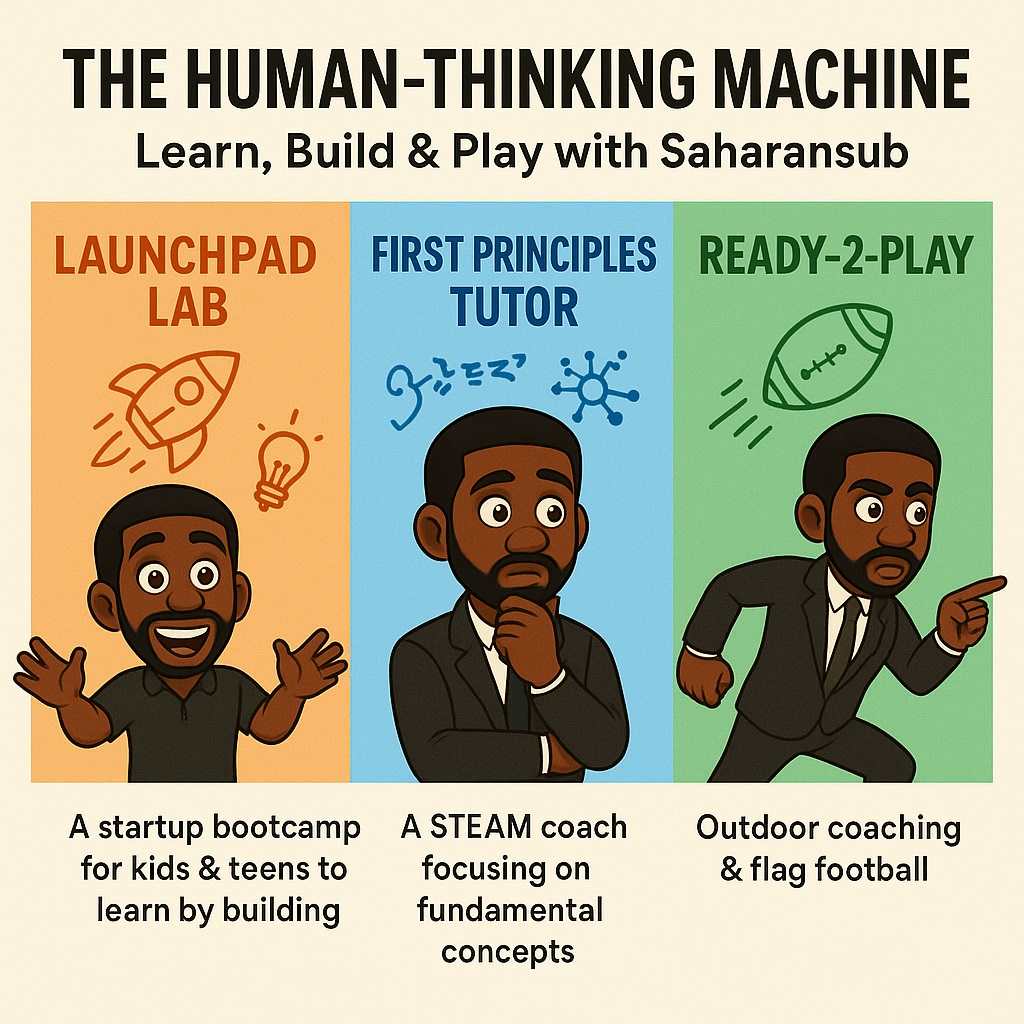 THE HUMAN-THINKING MACHINE
Learn, Build & Play with Saharansub
LAUNCHPAD
LAB
FIRST PRINCIPLES
TUTOR
READY-2-PLAY
A startup bootcamp
for kids & teens to
learn by building
A STEAM coach
focusing on
fundamental
concepts
Outdoor coaching
& flag football